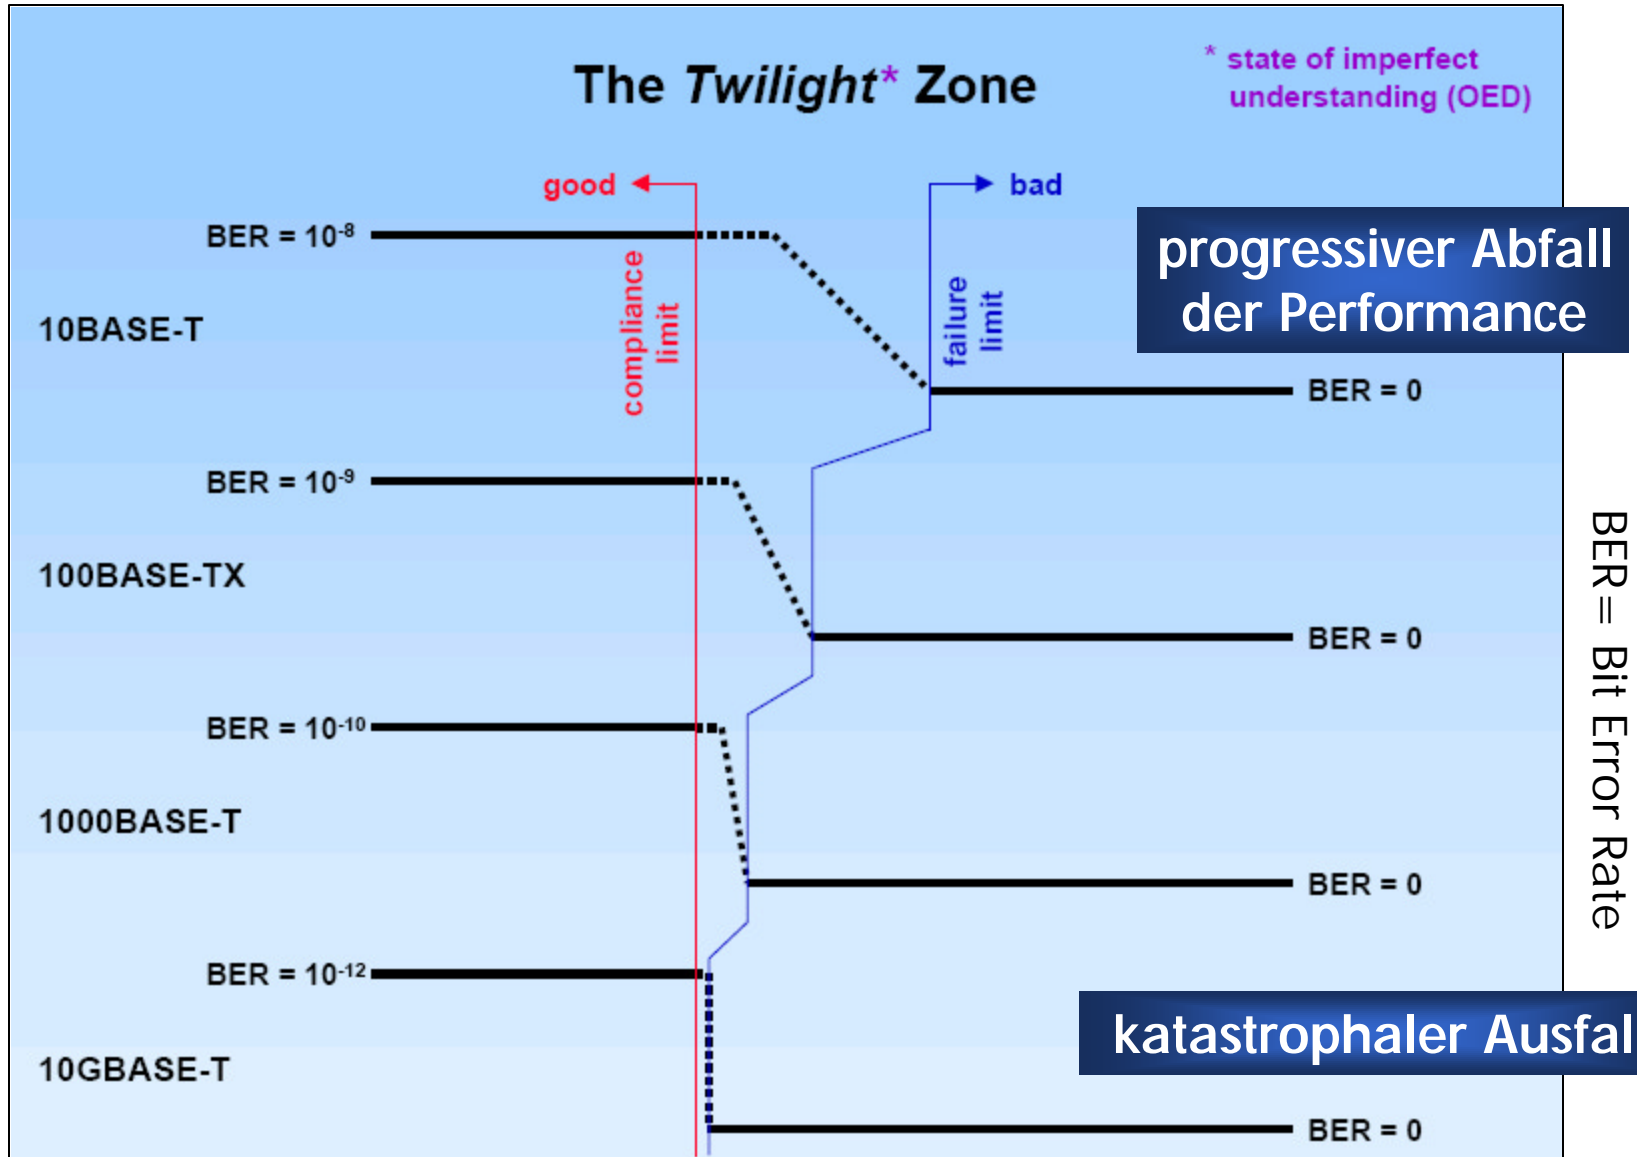 The Twilight* Zone
* state of imperfect
understanding (OED)
good
bad
BER = 10-8
progressiver Abfall
der Performance
compliance
limit
failure
limit
10BASE-T
BER = 0
BER = 10-9
100BASE-TX
BER = 0
BER = 10-10
1000BASE-T
BER = 0
BER = 10-12
katastrophaler Ausfal
10GBASE-T
BER = 0
BER= Bit Error Rate